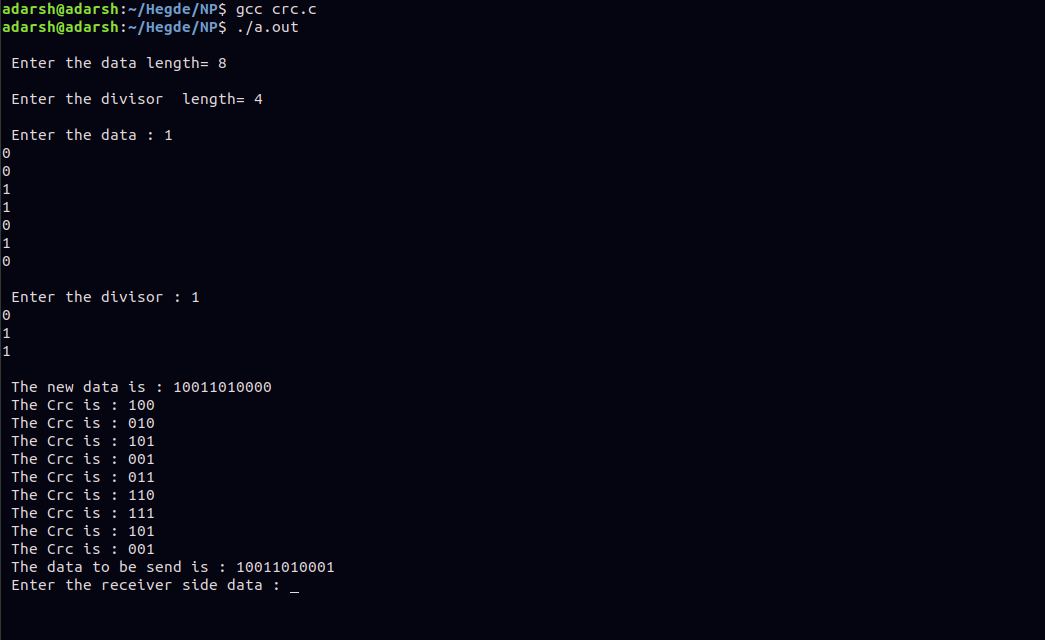 adarsh@adarsh:~/Hegde/NP$ gcc crc.c
adarsh@adarsh:~/Hegde/NP$ ./a.out
Enter the data length= 8
Enter the divisor  length= 4
Enter the data : 1
0
0
1
1
0
1
0
Enter the divisor : 1
0
1
1
The new data is : 10011010000
The Crc is : 100
The Crc is : 010
The Crc is : 101
The Crc is : 001
The Crc is : 011
The Crc is : 110
The Crc is : 111
The Crc is : 101
The Crc is : 001
The data to be send is : 10011010001
Enter the receiver side data : _